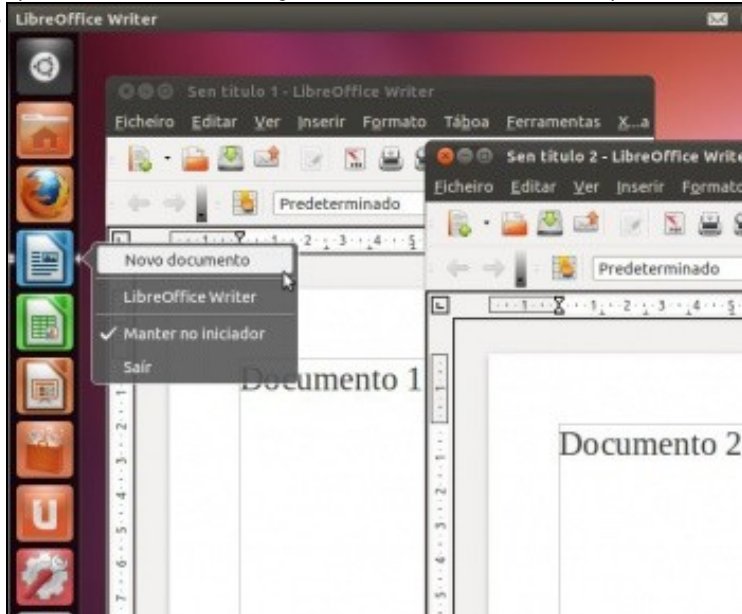 LibreOffice Writer
Sen título 1 - LibreOffice Writer
Ficheiro Editar Ver Inserir Formato Táboa Ferramentas X...a
Sen título 2 - LibreOffice Write
Ficheiro Editar Ver Inserir Formato
Predeterminado
Predeterminado
Novo documento
LibreOffice Writer
Manter no iniciador
Saír
Documento 1
Documento 2